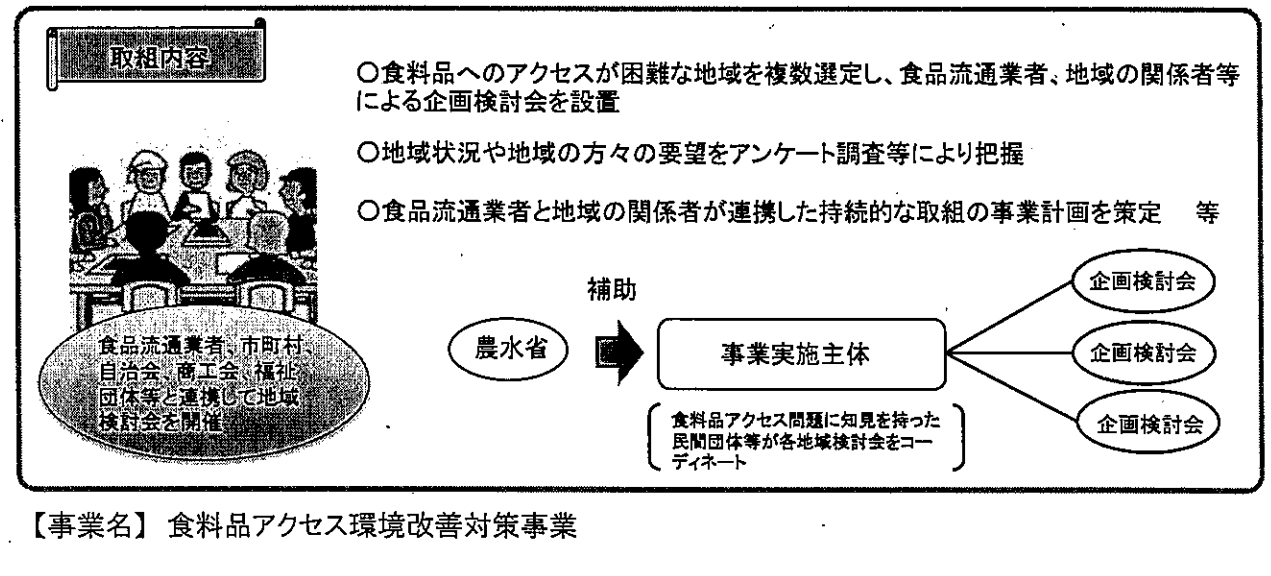 取組内容
○食料品へのアクセスが困難な地域を複数選定し、食品流通業者、地域の関係者等
による企画検討会を設置
○地域状況や地域の方々の要望をアンケート調査等により把握
○食品流通業者と地域の関係者が連携した持続的な取組の事業計画を策定　等
食品流通業者、市町村、
自治会、商工会、福祉
団体等と連携して地域
検討会を開催
農水省
補助
事業実施主体
食料品アクセス問題に知見を持った
民間団体等が各地域検討会をコー
ディネート
企画検討会
企画検討会
企画検討会
【事業名】 食料品アクセス環境改善対策事業